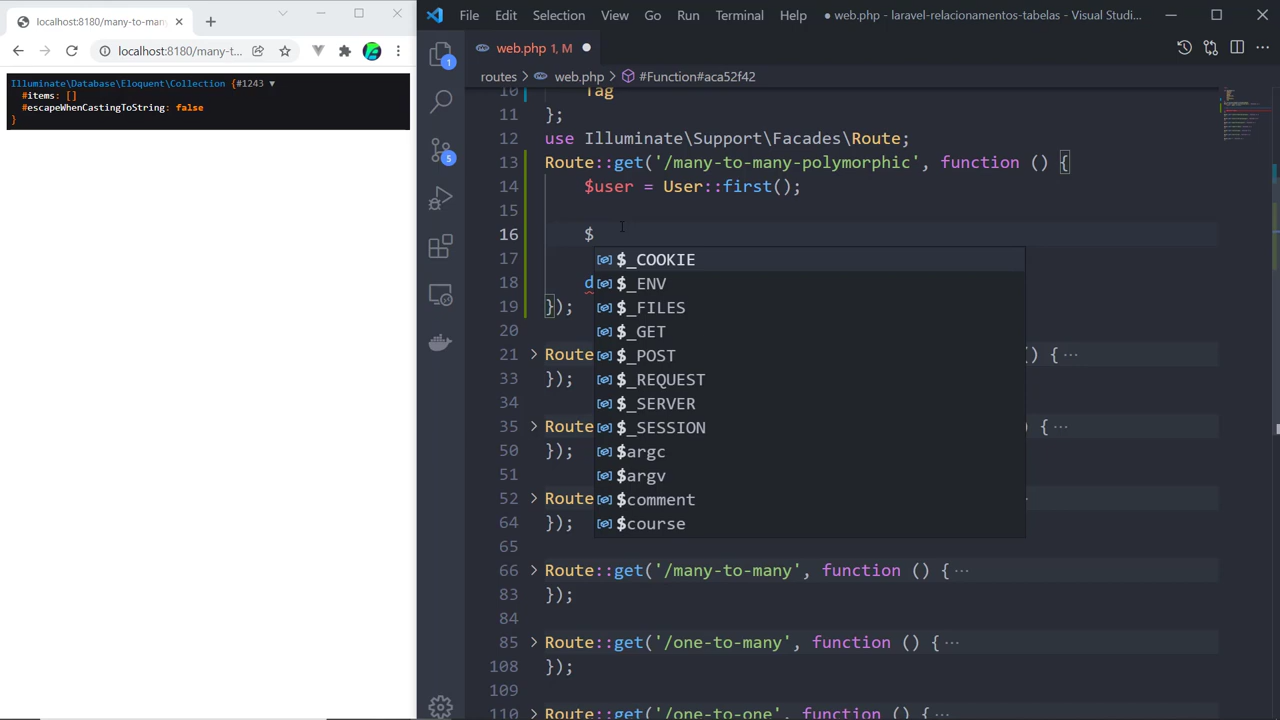 localhost:8180/many-to-man
localhost:8180/many-t...
Illuminate\Database\Eloquent\Collection {#1243 ▼
#items: []
#escapeWhenCastingToString: false
}
File Edit Selection View Go Run Terminal Help
● web.php - laravel-relacionamentos-tabelas - Visual Studi...
web.php 1, M
routes > web.php > #Function#aca52f42
10 Tag
11 };
12 use Illuminate\Support\Facades\Route;
13 Route::get('/many-to-many-polymorphic', function () {
14 $user = User::first();
15
16 $
17
18 d
19 });
20
21 Route () { ...
33 });
34
35 Route ) { ...
50 });
51
52 Route ...
64 });
65
66 Route::get('/many-to-many', function () { ...
83 });
84
85 Route::get('/one-to-many', function () { ...
108 });
109
110 Route::get('/one-to-one', function () { ...
$_COOKIE
$_ENV
$_FILES
$_GET
$_POST
$_REQUEST
$_SERVER
$_SESSION
$argc
$argv
$comment
$course
1
5